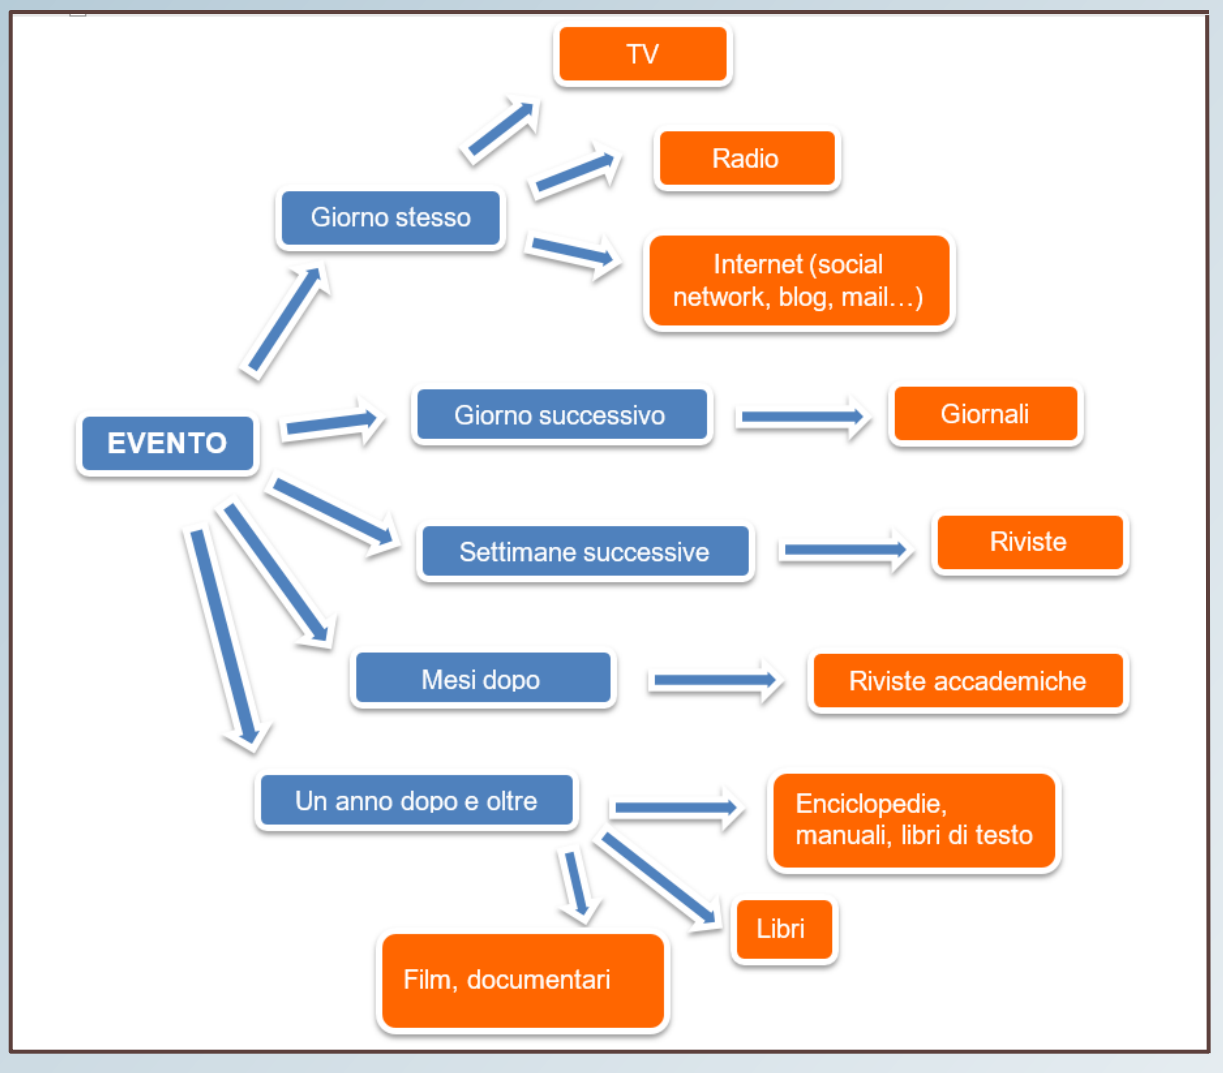 TV
Radio
Giorno stesso
Internet (social
network, blog, mail...)
Giorno successivo
Giornali
EVENTO
Settimane successive
Riviste
Mesi dopo
Riviste accademiche
Un anno dopo e oltre
Enciclopedie,
manuali, libri di testo
Libri
Film, documentari